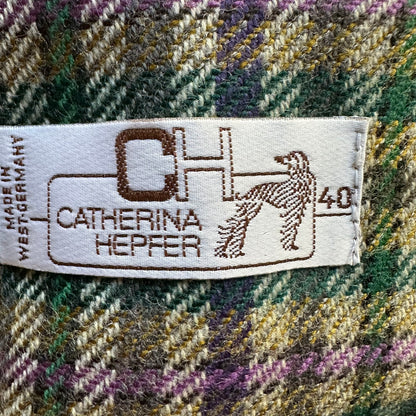 MADE IN
WEST-GERMANY
CH
CATHERINA
HEPFER
40